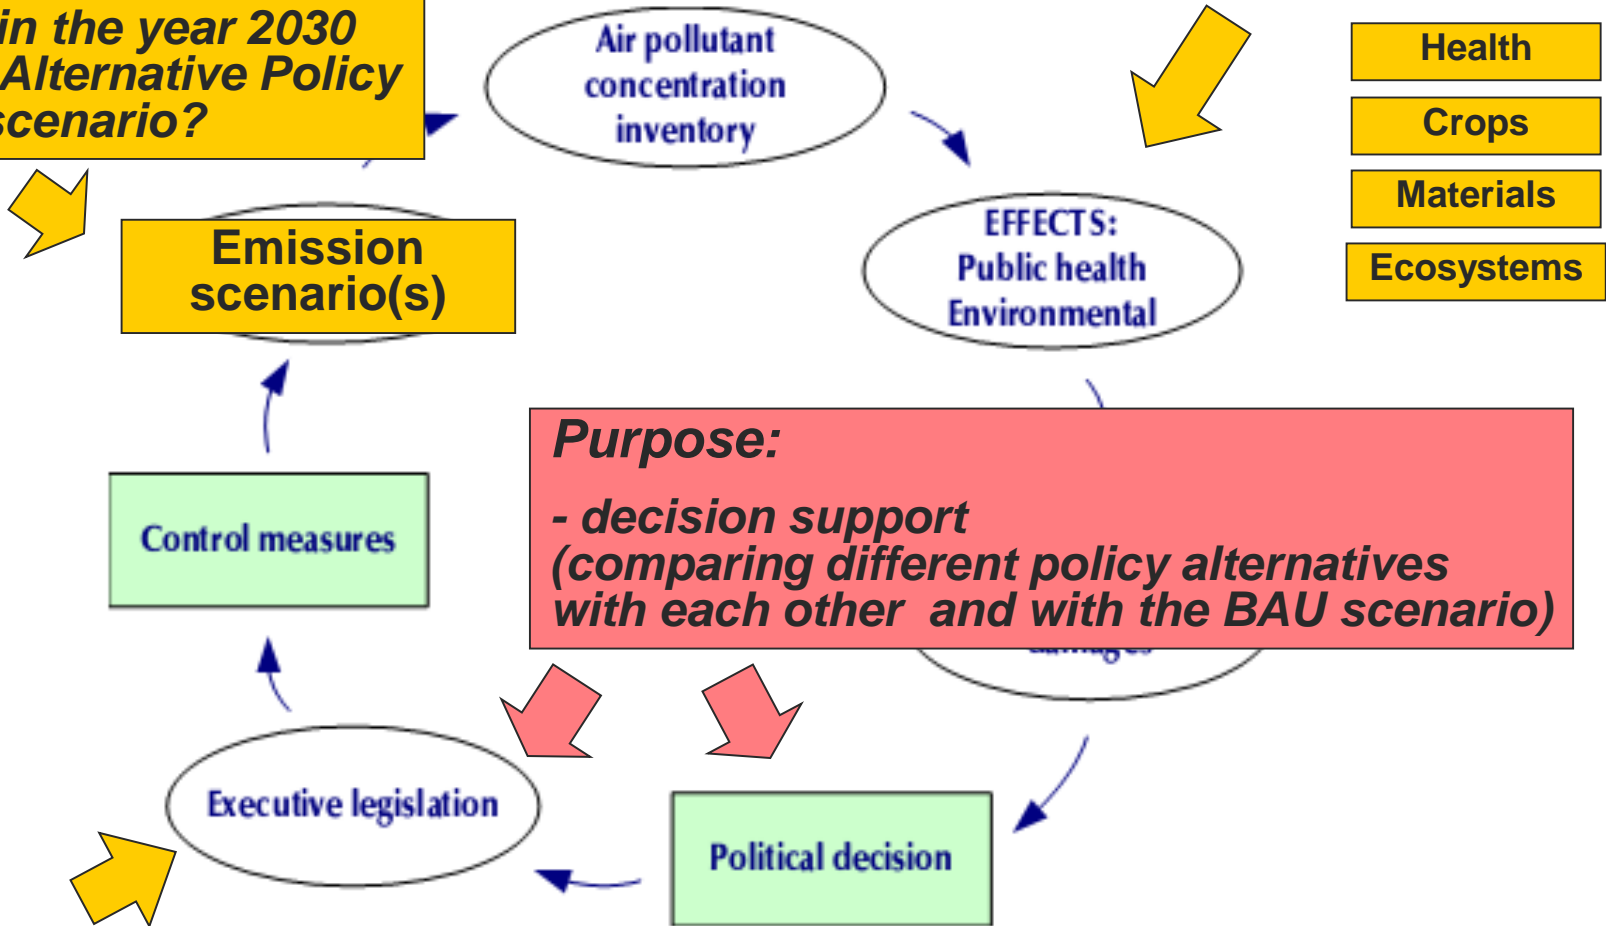 in the year 2030
Alternative Policy
scenario?
Air pollutant
concentration
inventory
Health
Crops
Materials
Ecosystems
Emission
scenario(s)
EFFECTS:
Public health
Environmental
Purpose:
- decision support
(comparing different policy alternatives
with each other and with the BAU scenario)
damages
Control measures
Executive legislation
Political decision